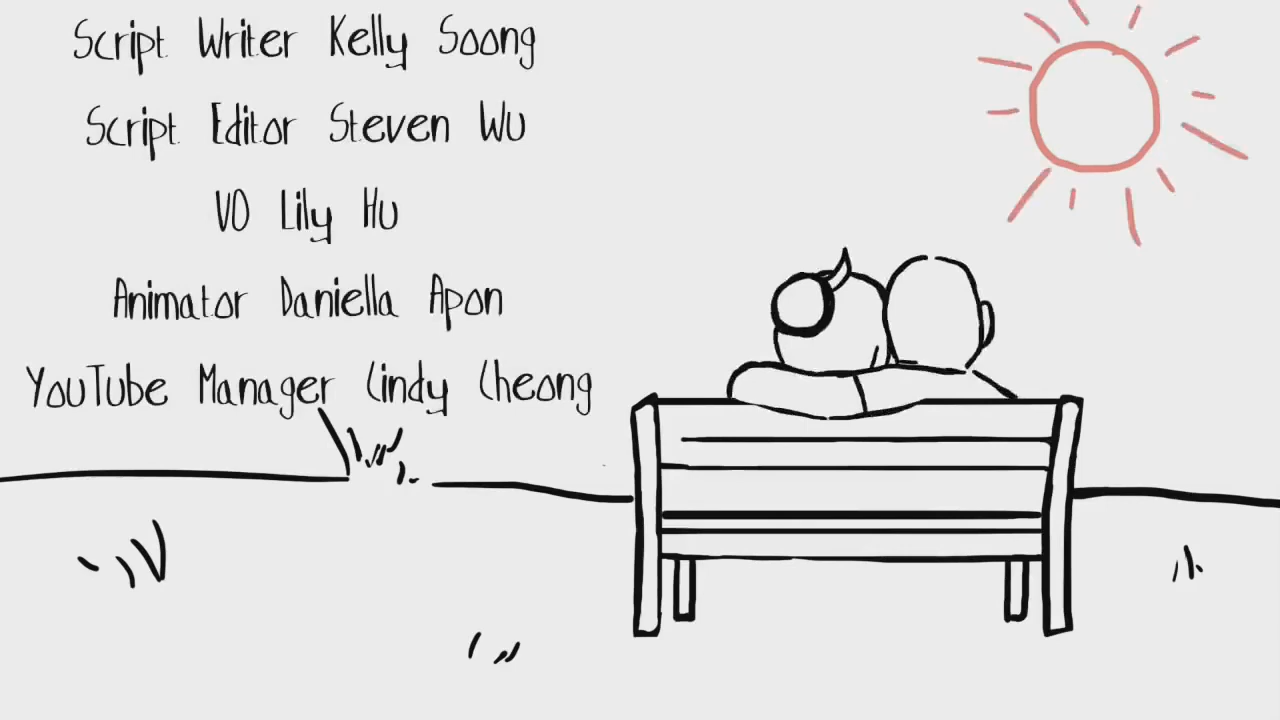 Script Writer Kelly Soong
Script Editor Steven Wu
VO Lily Hu
Animator Daniella Apon
YouTube Manager Cindy Cheong